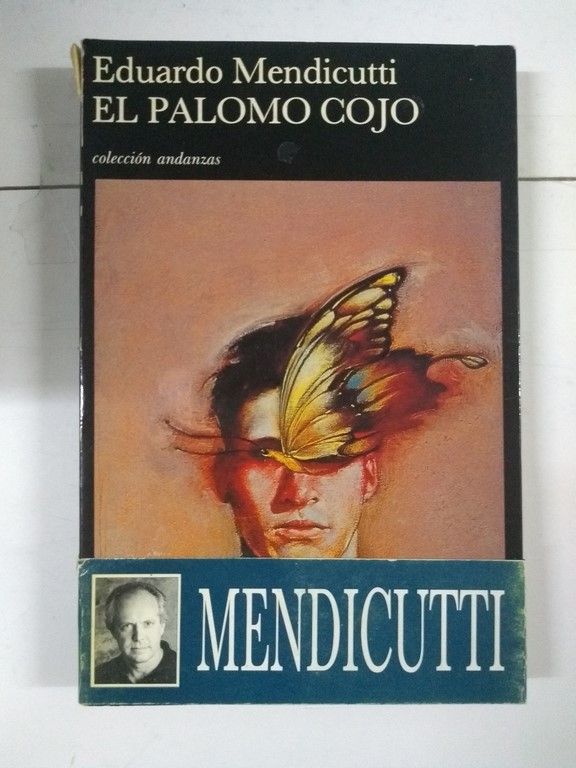 Eduardo Mendicutti
EL PALOMO COJO
colección andanzas
MENDICUTTI